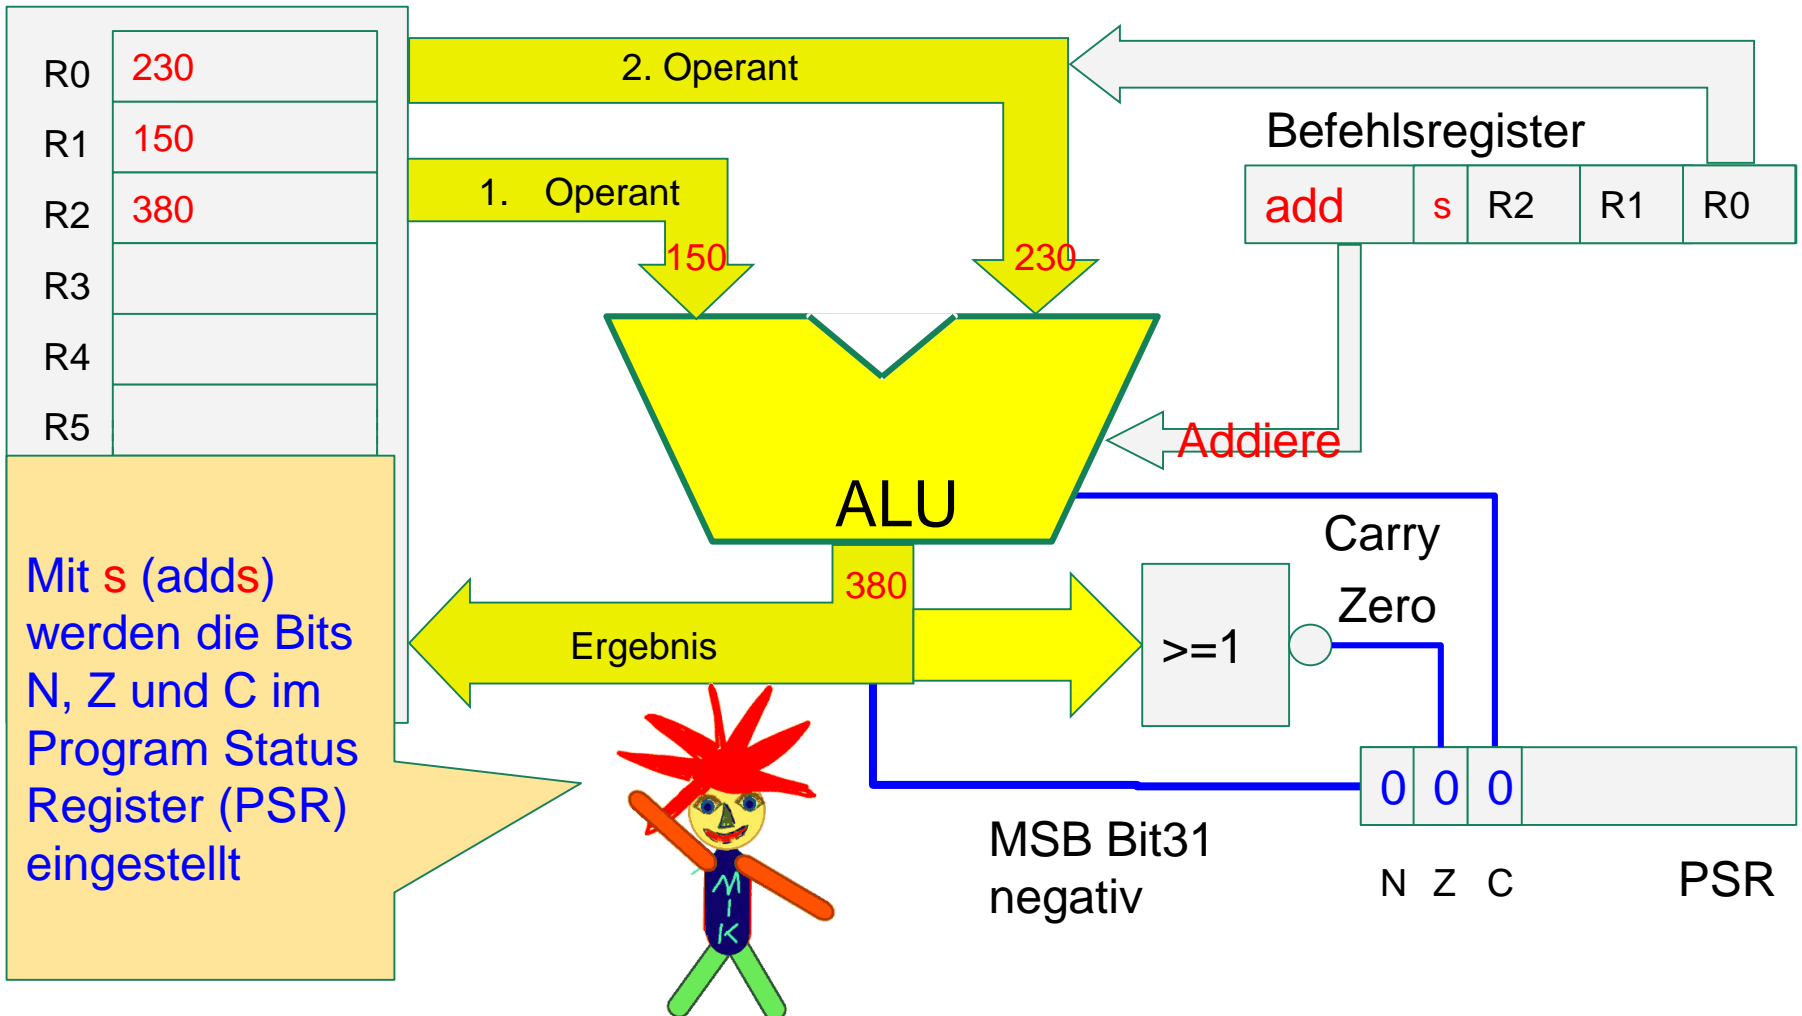 R0 230
R1 150
R2 380
R3
R4
R5
2. Operant
1. Operant
150
230
Befehlsregister
add s R2 R1 R0
Addiere
ALU
380
Ergebnis
>=1
Carry
Zero
Mit s (adds)
werden die Bits
N, Z und C im
Program Status
Register (PSR)
eingestellt
MIK
MSB Bit31
negativ
0 0 0
N Z C PSR